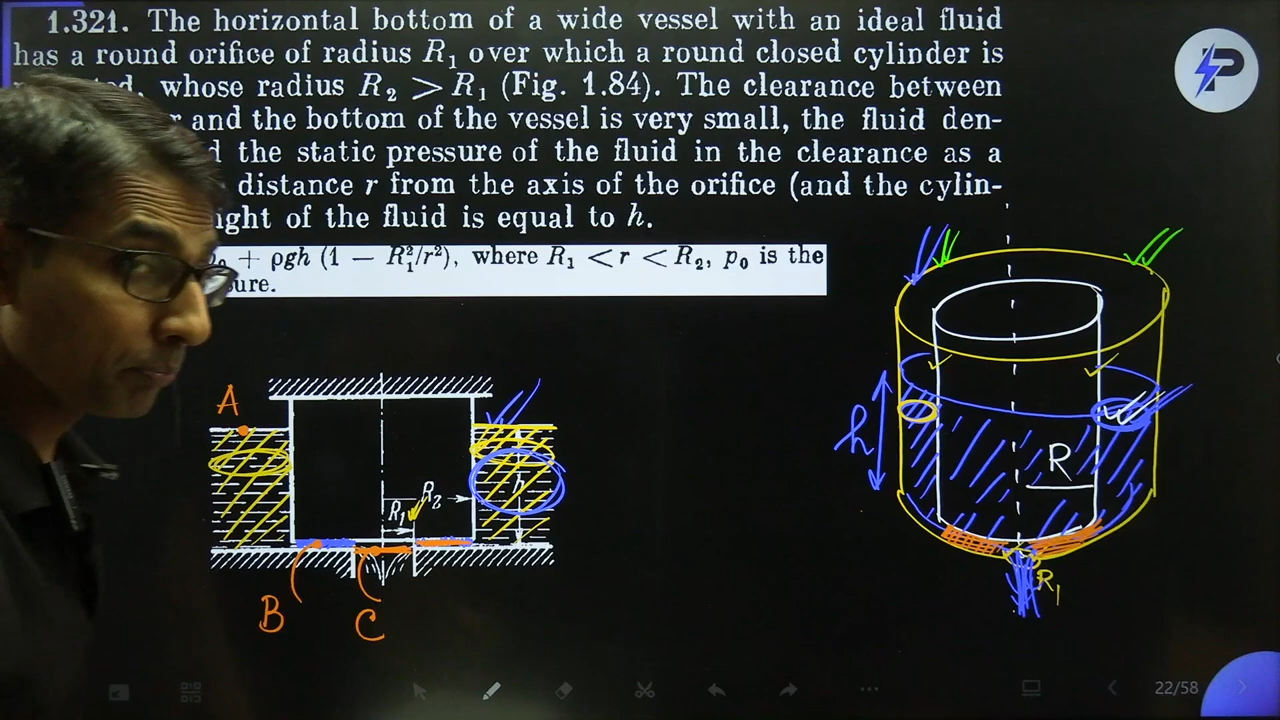 1.321. The horizontal bottom of a wide vessel with an ideal fluid
has a round orifice of radius R₁ over which a round closed cylinder is
whose radius R₂ > R₁ (Fig. 1.84). The clearance between
and the bottom of the vessel is very small, the fluid den-
the static pressure of the fluid in the clearance as a
distance r from the axis of the orifice (and the cylin-
of the fluid is equal to h.
+ ρgh (1 − R₁²/r²), where R₁ < r < R₂, p₀ is the
A
R₂
R₁
h
B
C
h
R
R₁
P
22/58